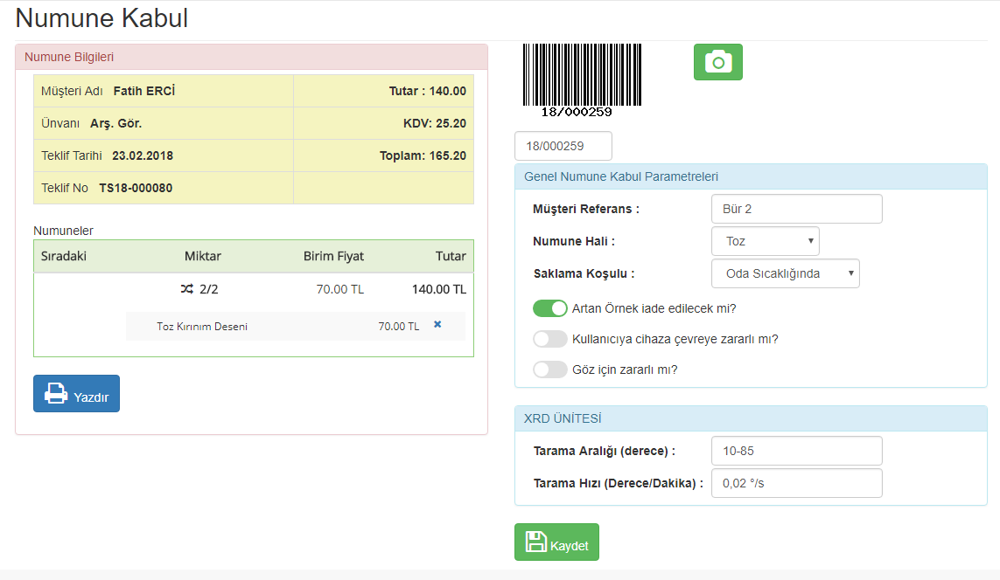 Numune Kabul
Numune Bilgileri
Müşteri Adı Fatih ERCİ Tutar : 140.00
Ünvanı Arş. Gör. KDV: 25.20
Teklif Tarihi 23.02.2018 Toplam: 165.20
Teklif No TS18-000080
Numuneler
Sıradaki Miktar Birim Fiyat Tutar
2/2 70.00 TL 140.00 TL
Toz Kırınım Deseni 70.00 TL
Yazdır
18/000259
18/000259
Genel Numune Kabul Parametreleri
Müşteri Referans : Bür 2
Numune Hali : Toz
Saklama Koşulu : Oda Sıcaklığında
Artan Örnek iade edilecek mi?
Kullanıcıya cihaza çevreye zararlı mı?
Göz için zararlı mı?
XRD ÜNİTESİ
Tarama Aralığı (derece) : 10-85
Tarama Hızı (Derece/Dakika) : 0,02 °/s
Kaydet